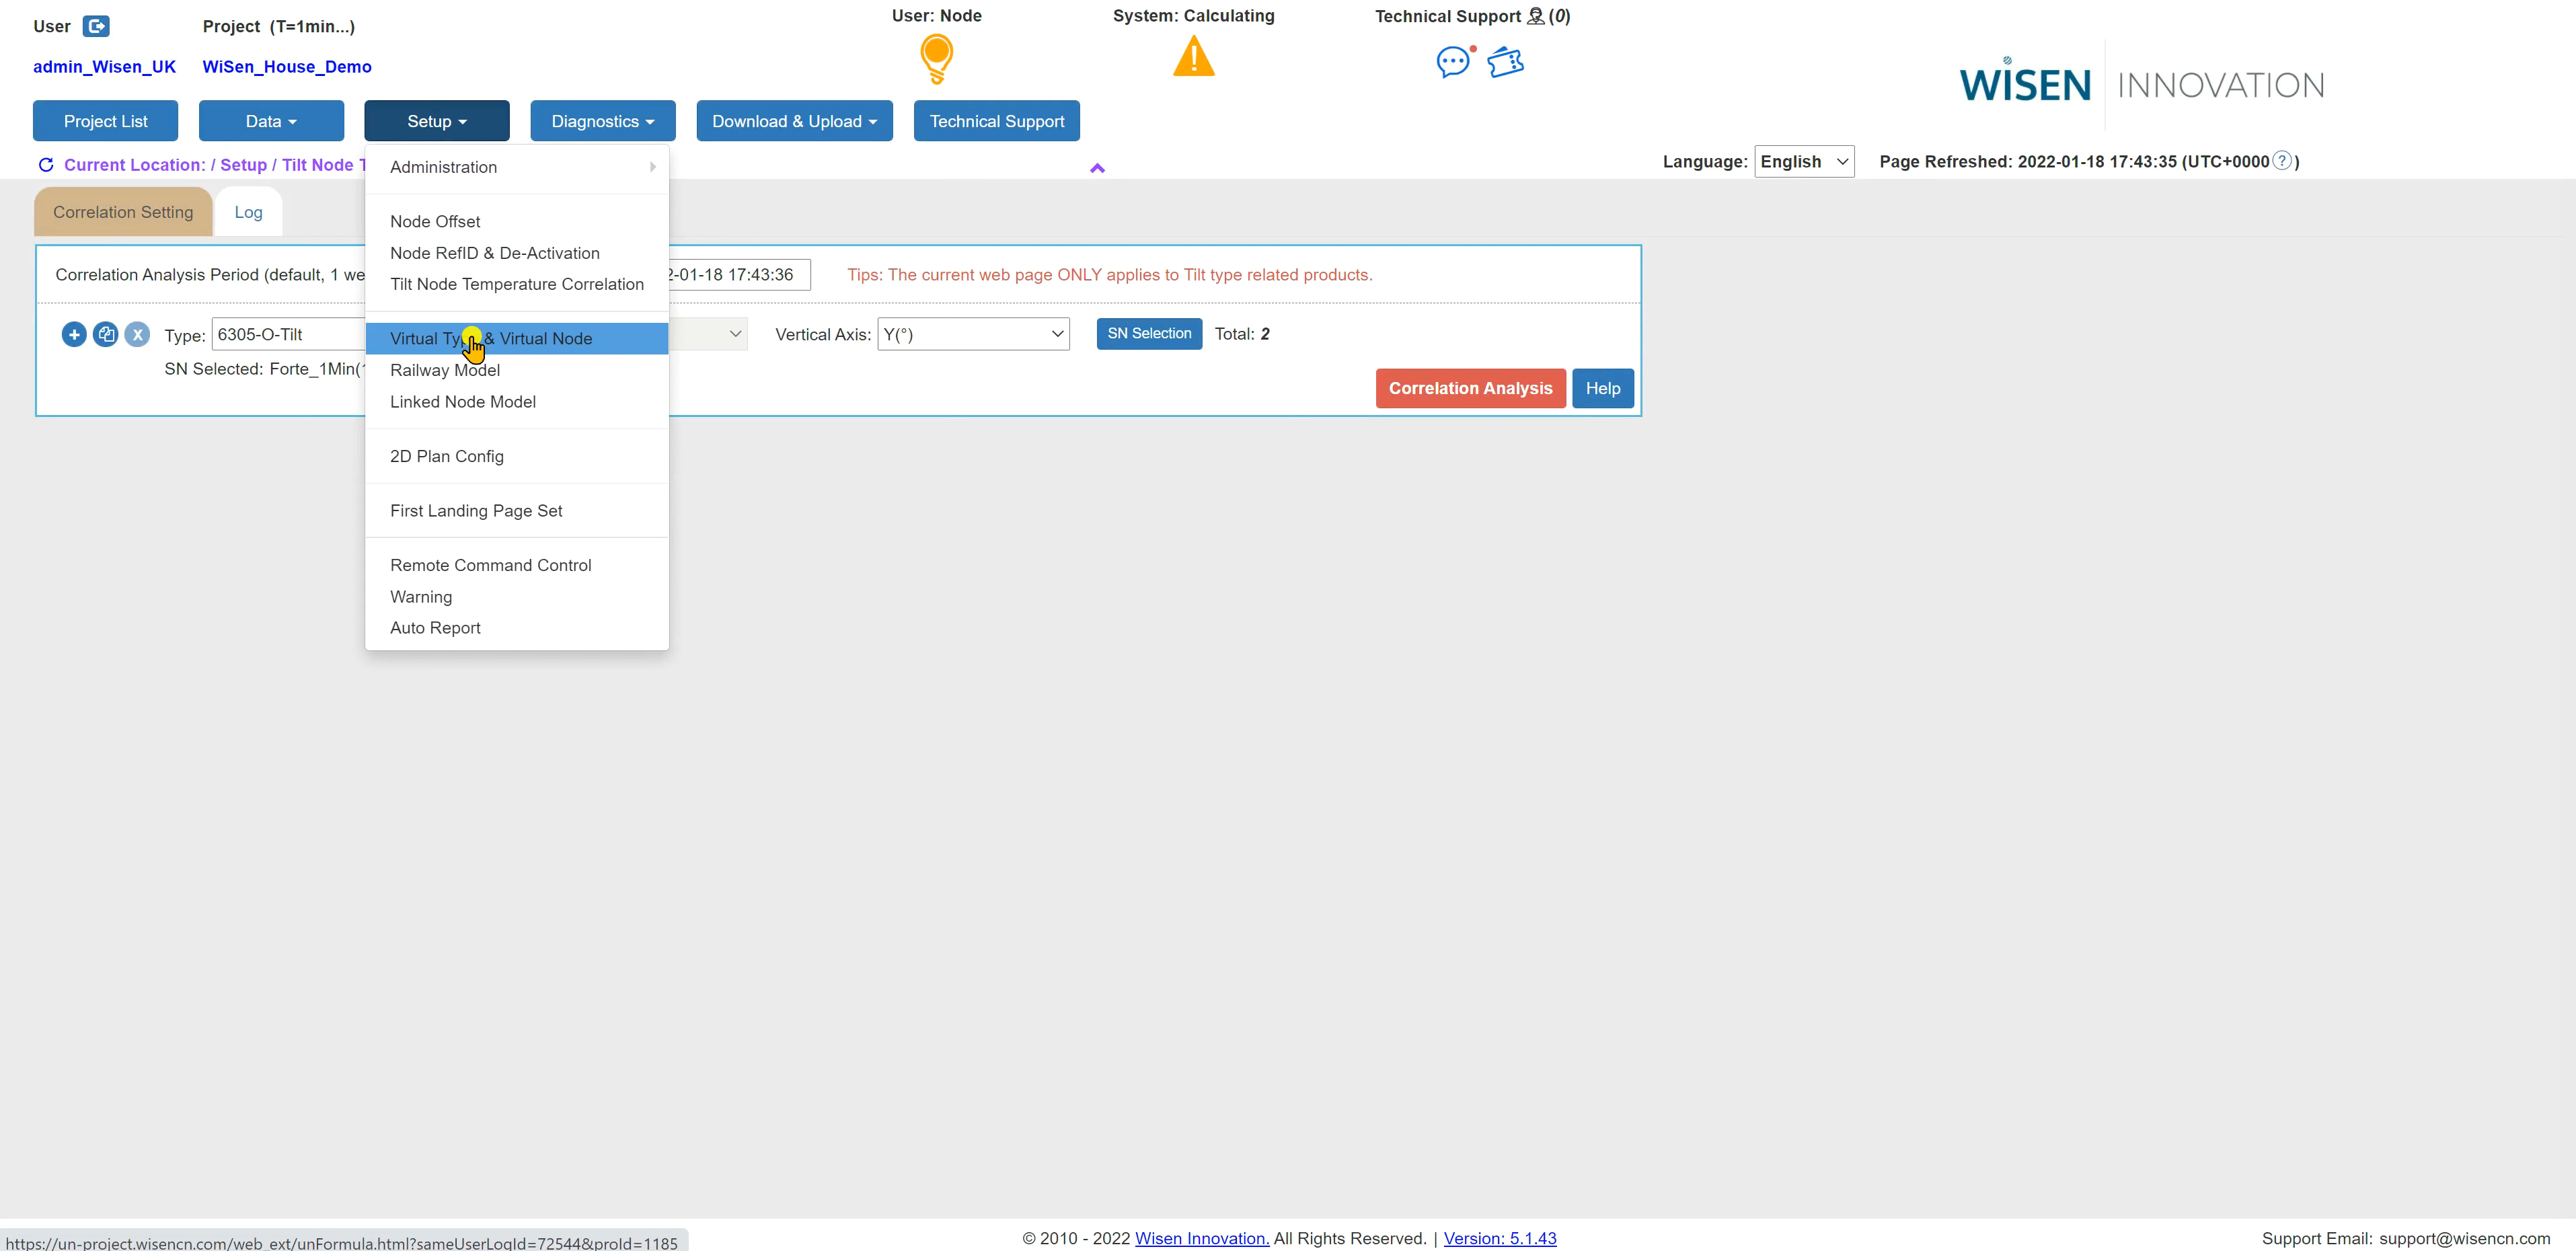 User
Project (T=1min...)
User: Node
System: Calculating
Technical Support (0)
admin_Wisen_UK
WiSen_House_Demo
WISEN INNOVATION
Project List
Data
Setup
Diagnostics
Download & Upload
Technical Support
Current Location: / Setup / Tilt Node
Language: English
Page Refreshed: 2022-01-18 17:43:35 (UTC+0000 ?)
Correlation Setting
Log
Administration
Node Offset
Node RefID & De-Activation
Tilt Node Temperature Correlation
Virtual & Virtual Node
Railway Model
Linked Node Model
2D Plan Config
First Landing Page Set
Remote Command Control
Warning
Auto Report
Correlation Analysis Period (default, 1
-01-18 17:43:36
Tips: The current web page ONLY applies to Tilt type related products.
Type: 6305-O-Tilt
Vertical Axis: Y(°)
SN Selection
Total: 2
SN Selected: Forte_1Min(
Correlation Analysis
Help
https://un-project.wisencn.com/web_ext/unFormula.html?sameUserLogId=72544&proId=1185
© 2010 - 2022 Wisen Innovation. All Rights Reserved. | Version: 5.1.43
Support Email: support@wisencn.com